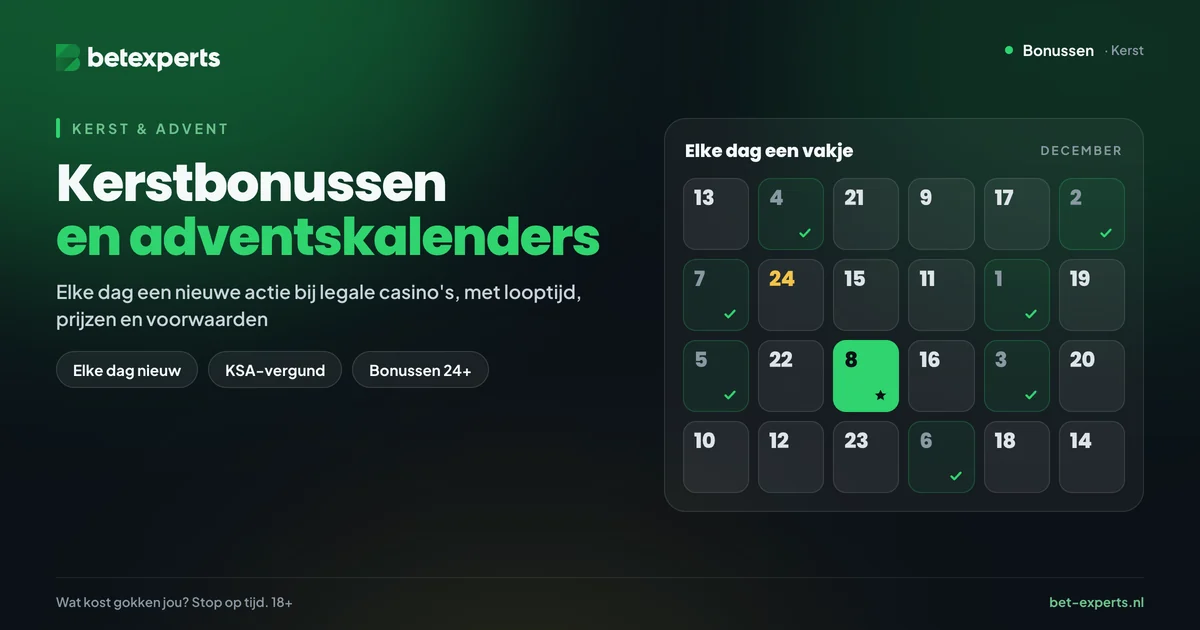 betexperts
Bonussen · Kerst
KERST & ADVENT
Kerstbonussen
en adventskalenders
Elke dag een nieuwe actie bij legale casino's, met looptijd,
prijzen en voorwaarden
Elke dag nieuw KSA-vergund Bonussen 24+
Elke dag een vakje DECEMBER
13 4 21 9 17 2
7 24 15 11 1 19
5 22 8 16 3 20
10 12 23 6 18 14
Wat kost gokken jou? Stop op tijd. 18+
bet-experts.nl